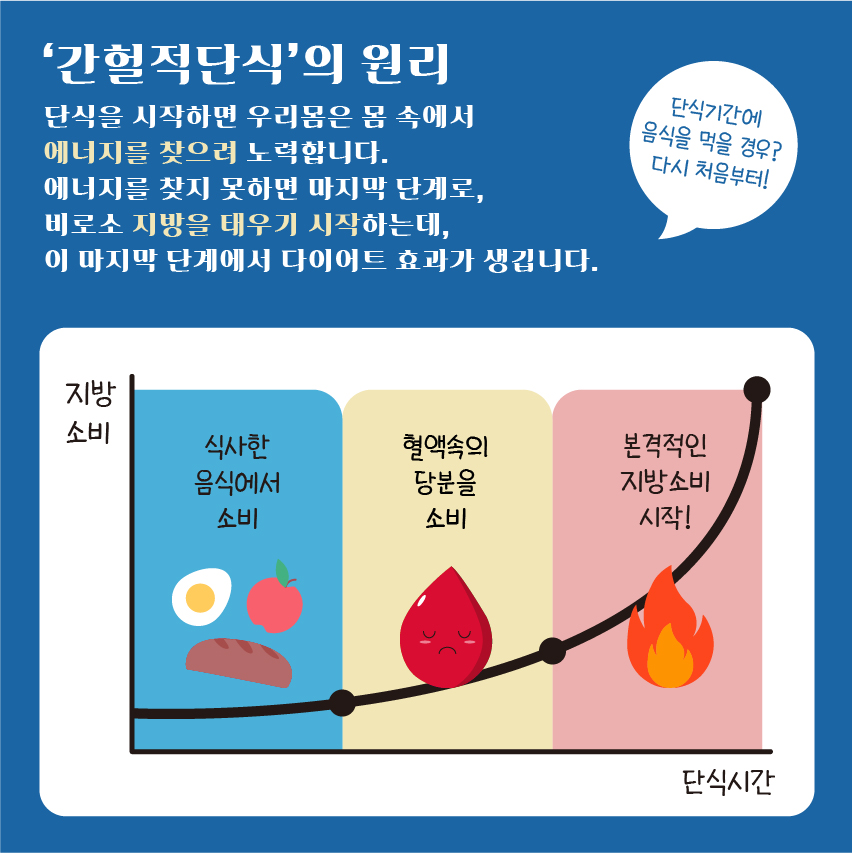 ‘간헐적단식’의 원리
단식을 시작하면 우리몸은 몸 속에서
에너지를 찾으려 노력합니다.
에너지를 찾지 못하면 마지막 단계로,
비로소 지방을 태우기 시작하는데,
이 마지막 단계에서 다이어트 효과가 생깁니다.
단식기간에
음식을 먹을 경우?
다시 처음부터!
지방
소비
식사한
음식에서
소비
혈액속의
당분을
소비
본격적인
지방소비
시작!
단식시간